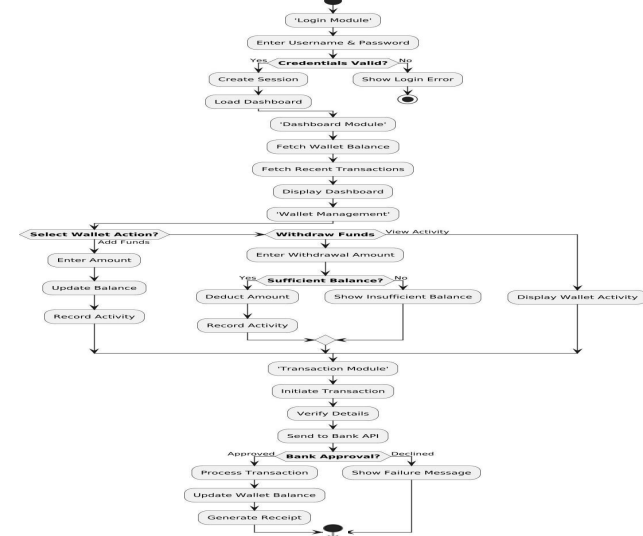 'Login Module'
Enter Username & Password
Yes
Credentials Valid?
No
Create Session
Show Login Error
Load Dashboard
'Dashboard Module'
Fetch Wallet Balance
Fetch Recent Transactions
Display Dashboard
'Wallet Management'
Select Wallet Action?
Withdraw Funds
View Activity
Add Funds
Enter Amount
Enter Withdrawal Amount
Yes
Sufficient Balance?
No
Update Balance
Deduct Amount
Show Insufficient Balance
Display Wallet Activity
Record Activity
Record Activity
'Transaction Module'
Initiate Transaction
Verify Details
Send to Bank API
Approved
Bank Approval?
Declined
Process Transaction
Show Failure Message
Update Wallet Balance
Generate Receipt